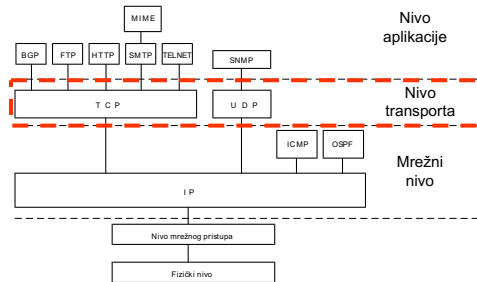 MIME
Nivo
aplikacije
BGP
FTP
HTTP
SMTP
TELNET
SNMP
T C P
U D P
Nivo
transporta
ICMP
OSPF
Mrežni
nivo
I P
Nivo mrežnog pristupa
Fizički nivo